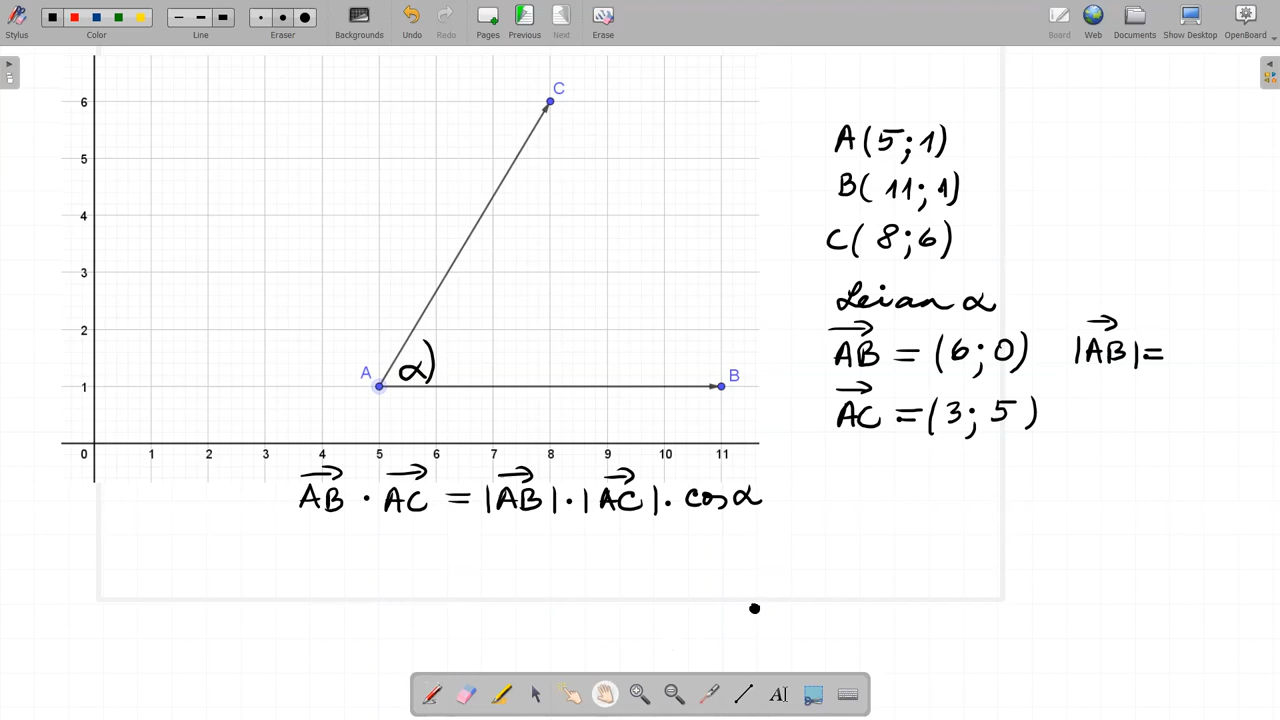 Stylus Color Line Eraser Backgrounds Undo Redo Pages Previous Next Erase Board Web Documents Show Desktop OpenBoard
C
6
5
4
3
2
1
A
α)
B
0 1 2 3 4 5 6 7 8 9 10 11
A(5;1)
B(11;1)
C(8;6)
Leian α
→AB = (6;0) |→AB|=
→AC = (3;5)
→AB · →AC = |→AB| · |→AC| · cosα
AI